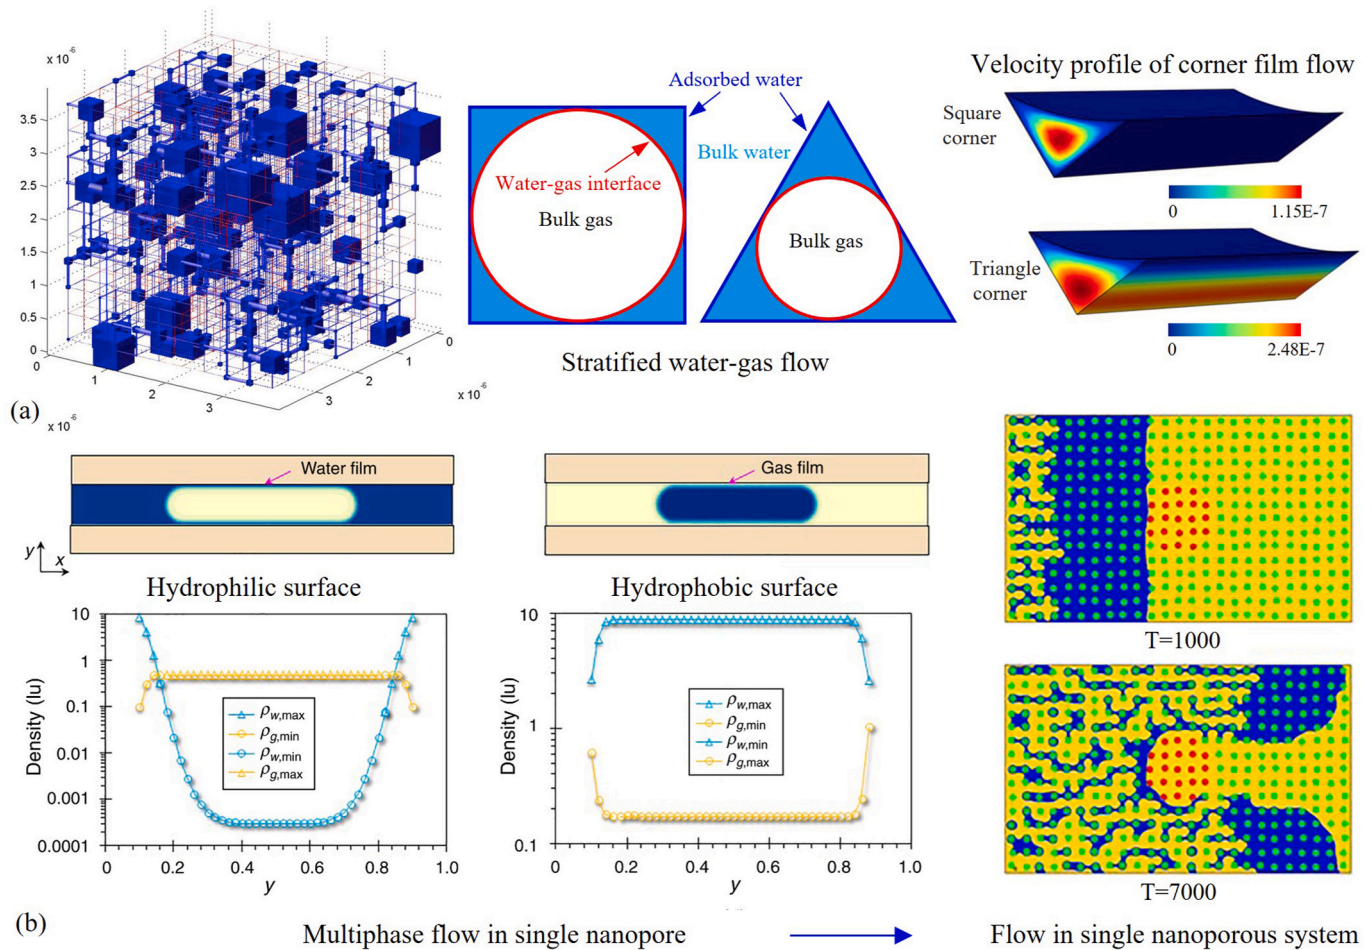 x 10⁻⁶
3.5
3
2.5
2
1.5
1
0.5
0
0
1
2
3
x 10⁻⁶
3
2
1
0
x 10⁻⁶
Adsorbed water
Bulk water
Water-gas interface
Bulk gas
Bulk gas
Stratified water-gas flow
Velocity profile of corner film flow
Square
corner
0 1.15E-7
Triangle
corner
0 2.48E-7
(a)
Water film
y
x
Hydrophilic surface
Gas film
Hydrophobic surface
10
1
0.1
0.01
0.001
0.0001
Density (lu)
ρw,max
ρg,min
ρw,min
ρg,max
0 0.2 0.4 0.6 0.8 1.0
y
10
1
0.1
Density (lu)
ρw,max
ρg,min
ρw,min
ρg,max
0 0.2 0.4 0.6 0.8 1.0
y
T=1000
T=7000
(b)
Multiphase flow in single nanopore
Flow in single nanoporous system